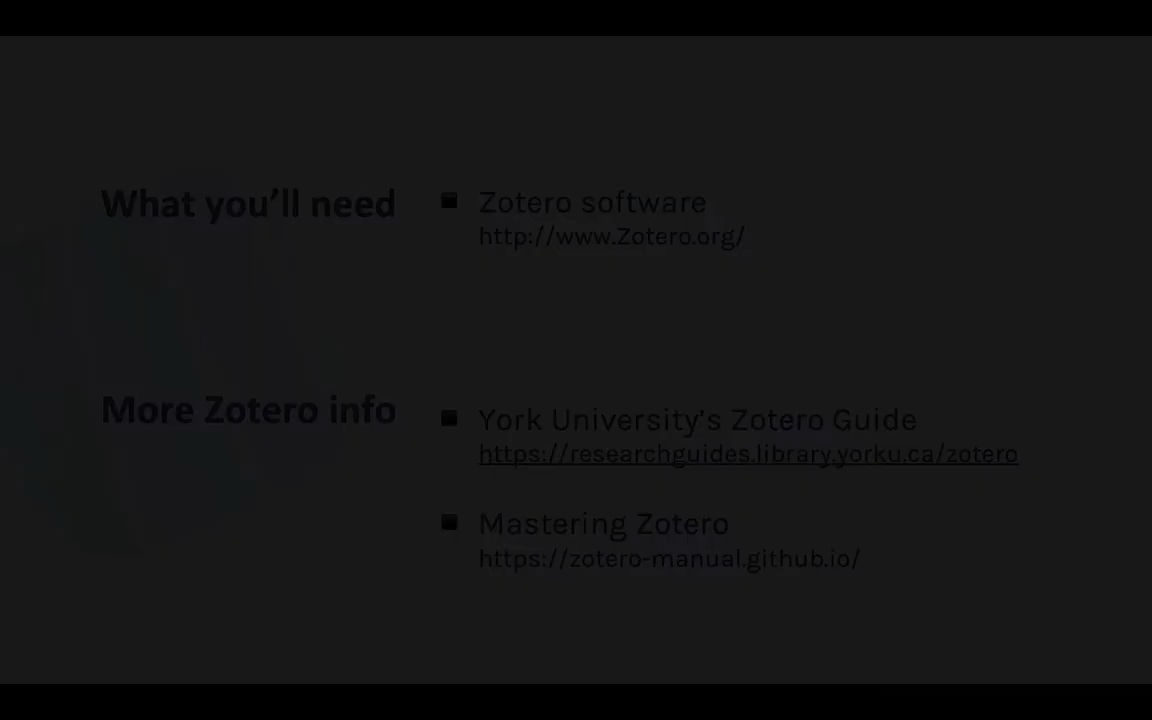 What you'll need
■ Zotero software
http://www.Zotero.org/
More Zotero info
■ York University's Zotero Guide
https://researchguides.library.yorku.ca/zotero
■ Mastering Zotero
https://zotero-manual.github.io/